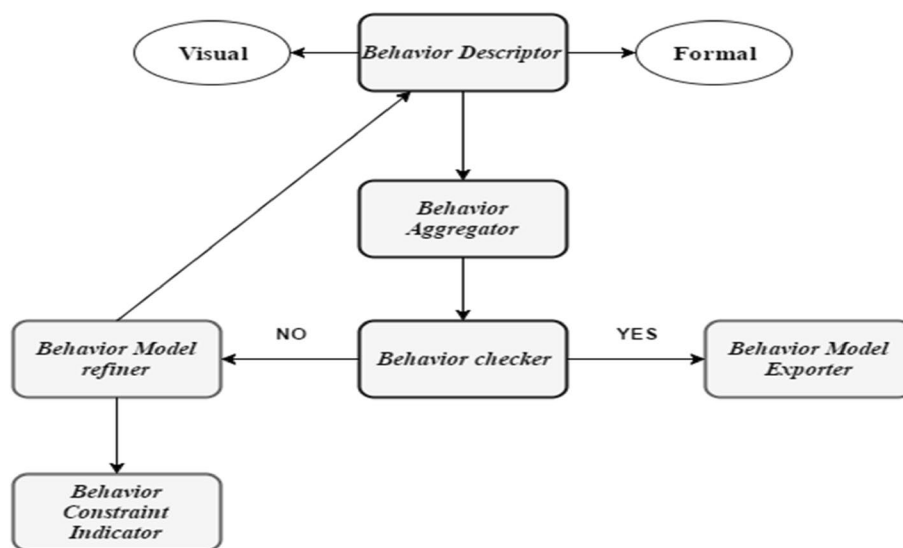 Visual
Behavior Descriptor
Formal
Behavior
Aggregator
NO
YES
Behavior Model
refiner
Behavior checker
Behavior Model
Exporter
Behavior
Constraint
Indicator